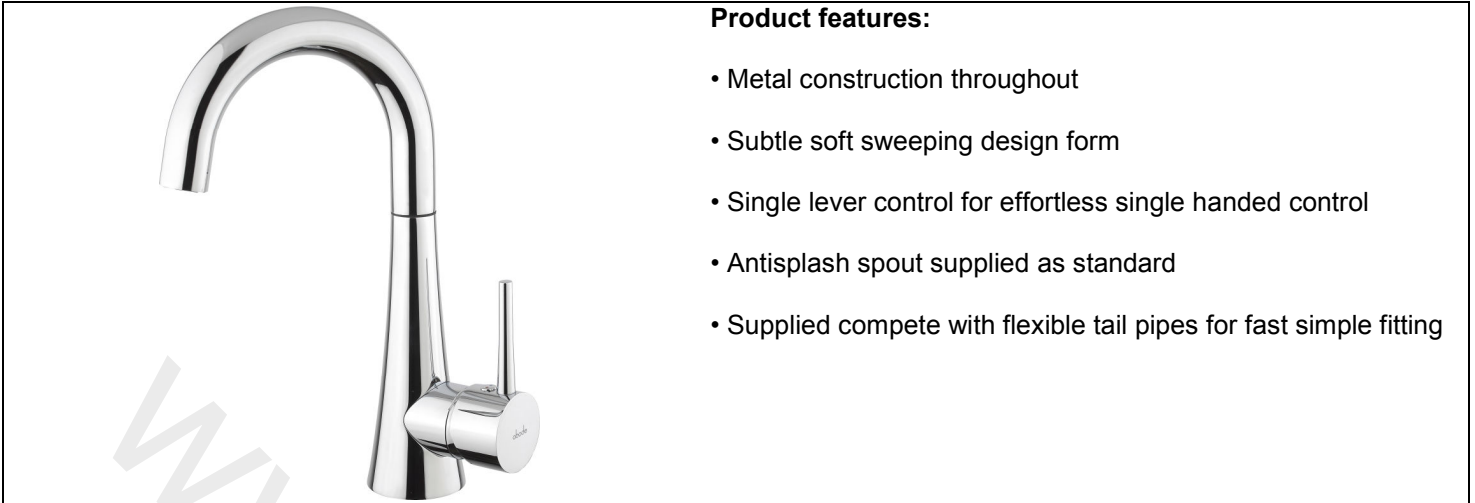 Product features:
• Metal construction throughout
• Subtle soft sweeping design form
• Single lever control for effortless single handed control
• Antisplash spout supplied as standard
• Supplied compete with flexible tail pipes for fast simple fitting
abode